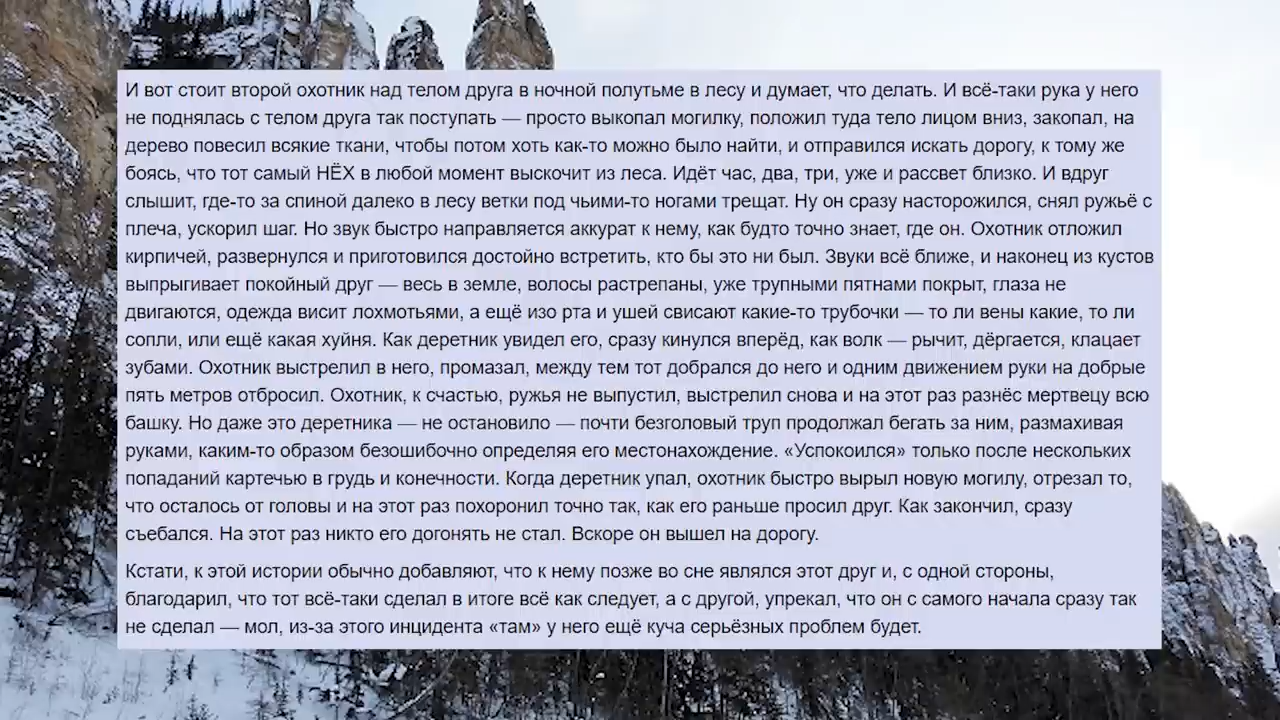 И вот стоит второй охотник над телом друга в ночной полутьме в лесу и думает, что делать. И всё-таки рука у него
не поднялась с телом друга так поступать — просто выкопал могилку, положил туда тело лицом вниз, закопал, на
дерево повесил всякие ткани, чтобы потом хоть как-то можно было найти, и отправился искать дорогу, к тому же
боясь, что тот самый НЁХ в любой момент выскочит из леса. Идёт час, два, три, уже и рассвет близко. И вдруг
слышит, где-то за спиной далеко в лесу ветки под чьими-то ногами трещат. Ну он сразу насторожился, снял ружьё с
плеча, ускорил шаг. Но звук быстро направляется аккурат к нему, как будто точно знает, где он. Охотник отложил
кирпичей, развернулся и приготовился достойно встретить, кто бы это ни был. Звуки всё ближе, и наконец из кустов
выпрыгивает покойный друг — весь в земле, волосы растрепаны, уже трупными пятнами покрыт, глаза не
двигаются, одежда висит лохмотьями, а ещё изо рта и ушей свисают какие-то трубочки — то ли вены какие, то ли
сопли, или ещё какая хуйня. Как деретник увидел его, сразу кинулся вперёд, как волк — рычит, дёргается, клацает
зубами. Охотник выстрелил в него, промазал, между тем тот добрался до него и одним движением руки на добрые
пять метров отбросил. Охотник, к счастью, ружья не выпустил, выстрелил снова и на этот раз разнёс мертвецу всю
башку. Но даже это деретника — не остановило — почти безголовый труп продолжал бегать за ним, размахивая
руками, каким-то образом безошибочно определяя его местонахождение. «Успокоился» только после нескольких
попаданий картечью в грудь и конечности. Когда деретник упал, охотник быстро вырыл новую могилу, отрезал то,
что осталось от головы и на этот раз похоронил точно так, как его раньше просил друг. Как закончил, сразу
съебался. На этот раз никто его догонять не стал. Вскоре он вышел на дорогу.
Кстати, к этой истории обычно добавляют, что к нему позже во сне являлся этот друг и, с одной стороны,
благодарил, что тот всё-таки сделал в итоге всё как следует, а с другой, упрекал, что он с самого начала сразу так
не сделал — мол, из-за этого инцидента «там» у него ещё куча серьёзных проблем будет.